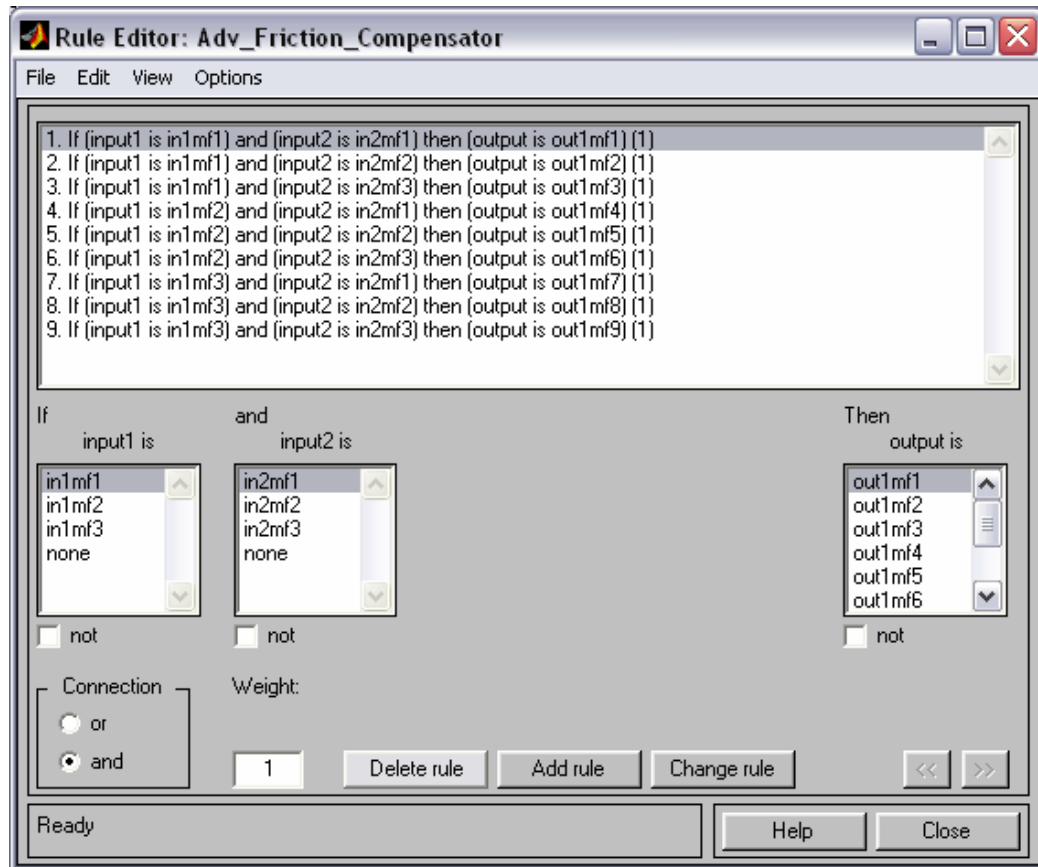 Rule Editor: Adv_Friction_Compensator
File Edit View Options
1. If (input1 is in1mf1) and (input2 is in2mf1) then (output is out1mf1) (1)
2. If (input1 is in1mf1) and (input2 is in2mf2) then (output is out1mf2) (1)
3. If (input1 is in1mf1) and (input2 is in2mf3) then (output is out1mf3) (1)
4. If (input1 is in1mf2) and (input2 is in2mf1) then (output is out1mf4) (1)
5. If (input1 is in1mf2) and (input2 is in2mf2) then (output is out1mf5) (1)
6. If (input1 is in1mf2) and (input2 is in2mf3) then (output is out1mf6) (1)
7. If (input1 is in1mf3) and (input2 is in2mf1) then (output is out1mf7) (1)
8. If (input1 is in1mf3) and (input2 is in2mf2) then (output is out1mf8) (1)
9. If (input1 is in1mf3) and (input2 is in2mf3) then (output is out1mf9) (1)
If
input1 is
in1mf1
in1mf2
in1mf3
none
not
and
input2 is
in2mf1
in2mf2
in2mf3
none
not
Then
output is
out1mf1
out1mf2
out1mf3
out1mf4
out1mf5
out1mf6
not
Connection
or
and
Weight:
1
Delete rule
Add rule
Change rule
<<
>>
Ready
Help
Close